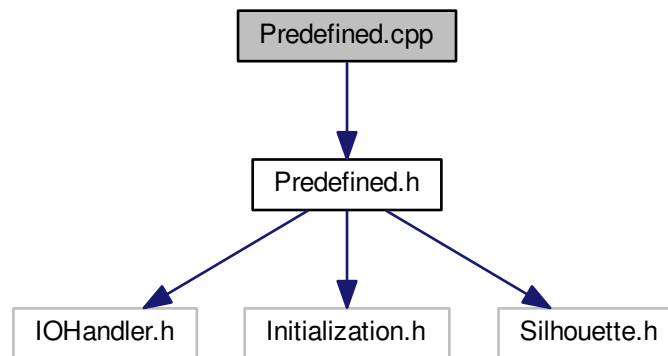 Predefined.cpp
Predefined.h
IOHandler.h
Initialization.h
Silhouette.h